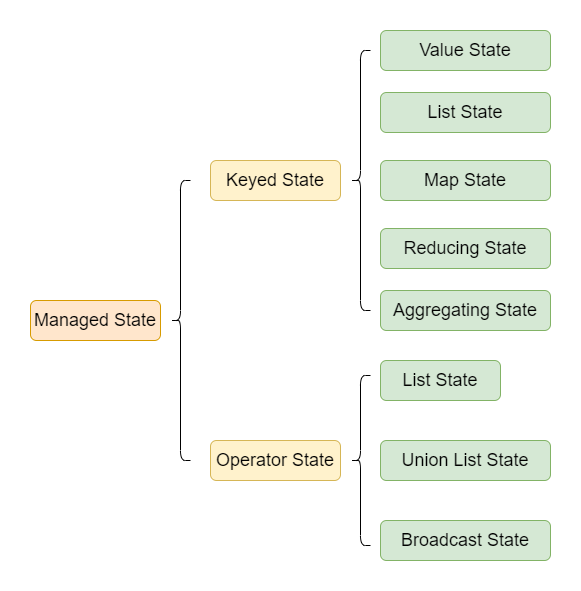 Managed State
Keyed State
Value State
List State
Map State
Reducing State
Aggregating State
Operator State
List State
Union List State
Broadcast State